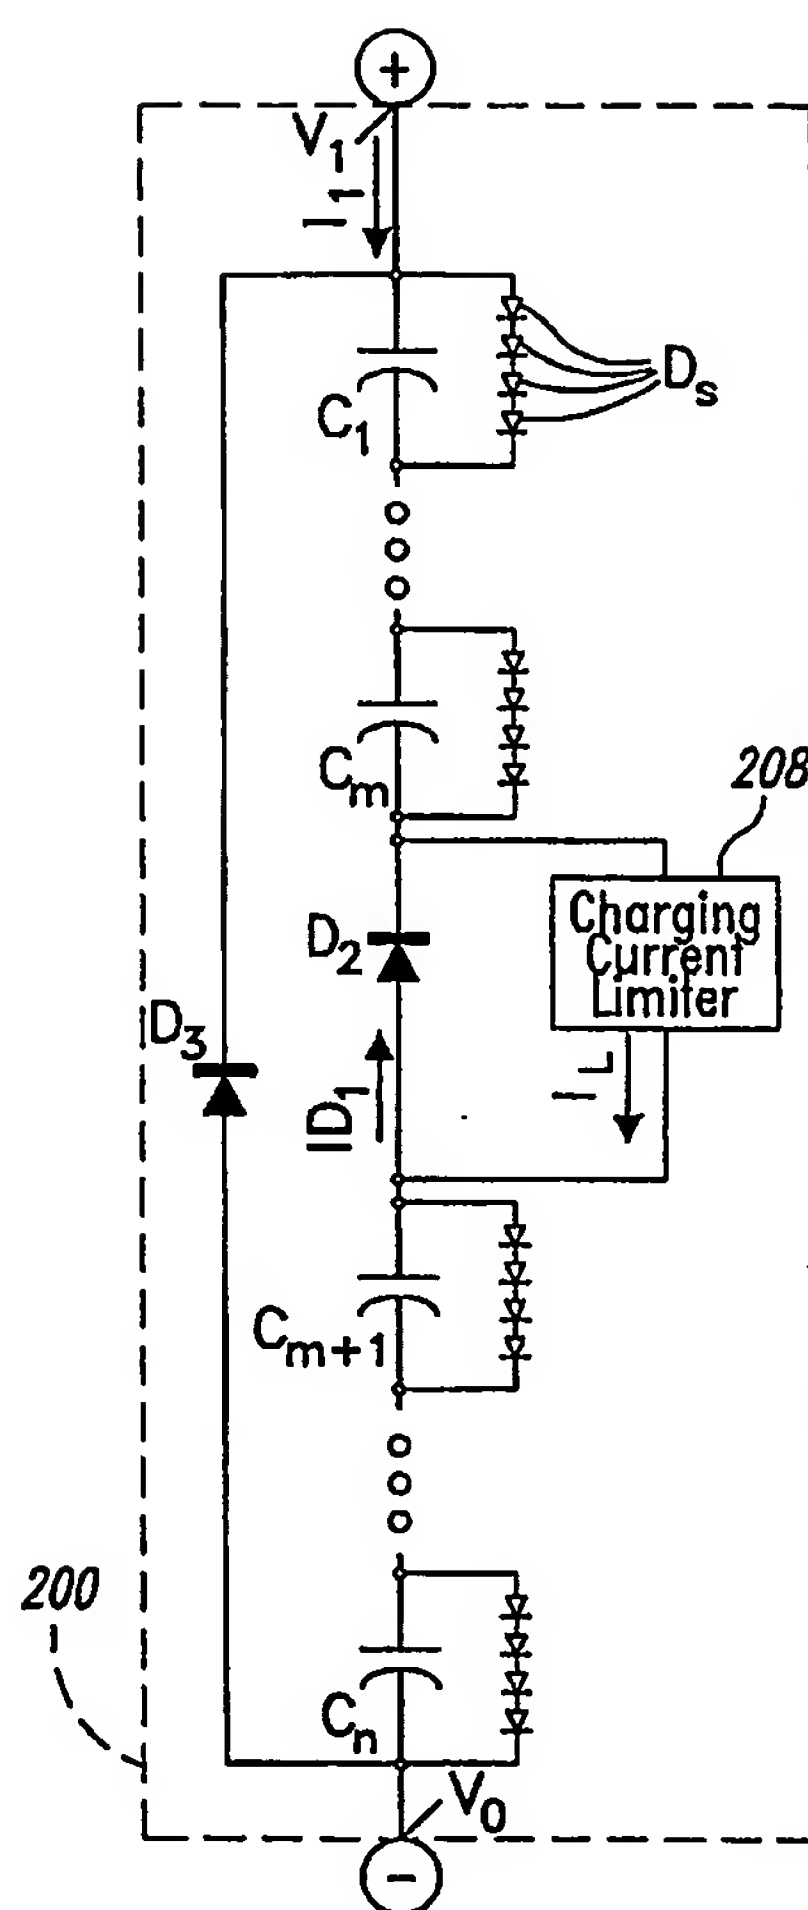 +
V1
I1
C1
Ds
Cm
208
Charging
Current
Limiter
D2
D3
ID1
IL
Cm+1
200
Cn
V0
-